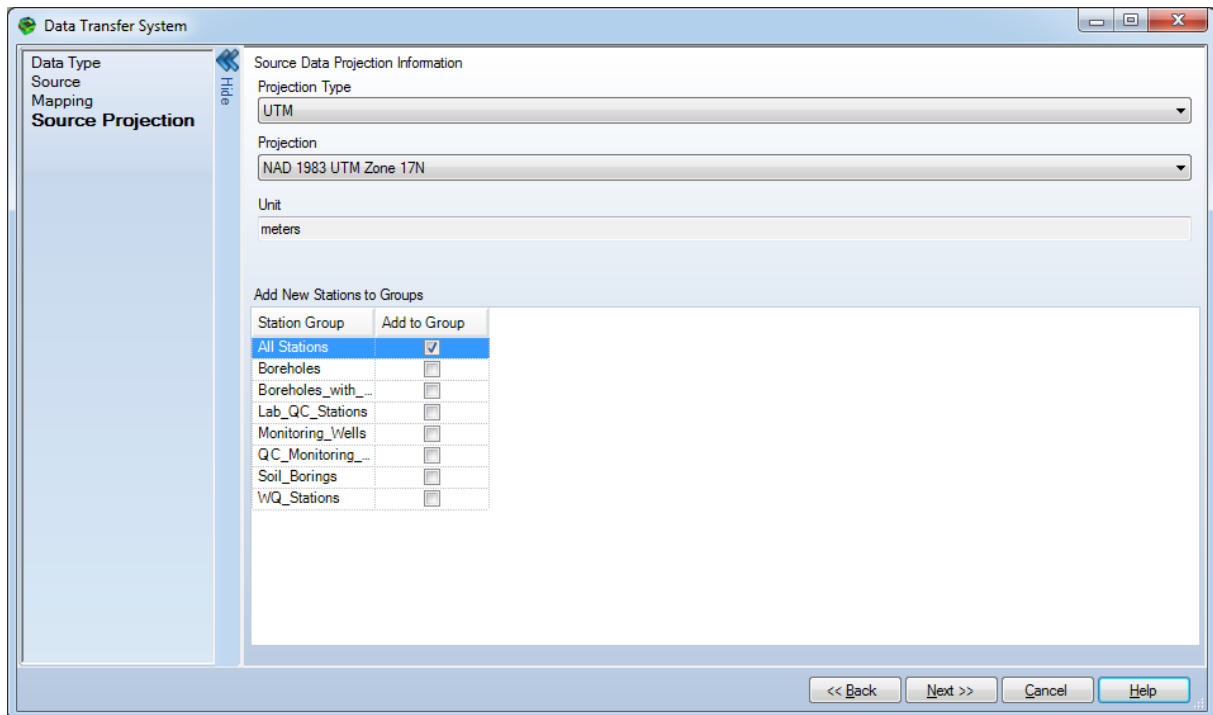 Data Transfer System
Data Type
Source
Mapping
Source Projection
Hide
Source Data Projection Information
Projection Type
UTM
Projection
NAD 1983 UTM Zone 17N
Unit
meters
Add New Stations to Groups
Station Group Add to Group
All Stations
Boreholes
Boreholes_with_...
Lab_QC_Stations
Monitoring_Wells
QC_Monitoring_...
Soil_Borings
WQ_Stations
<< Back Next >> Cancel Help